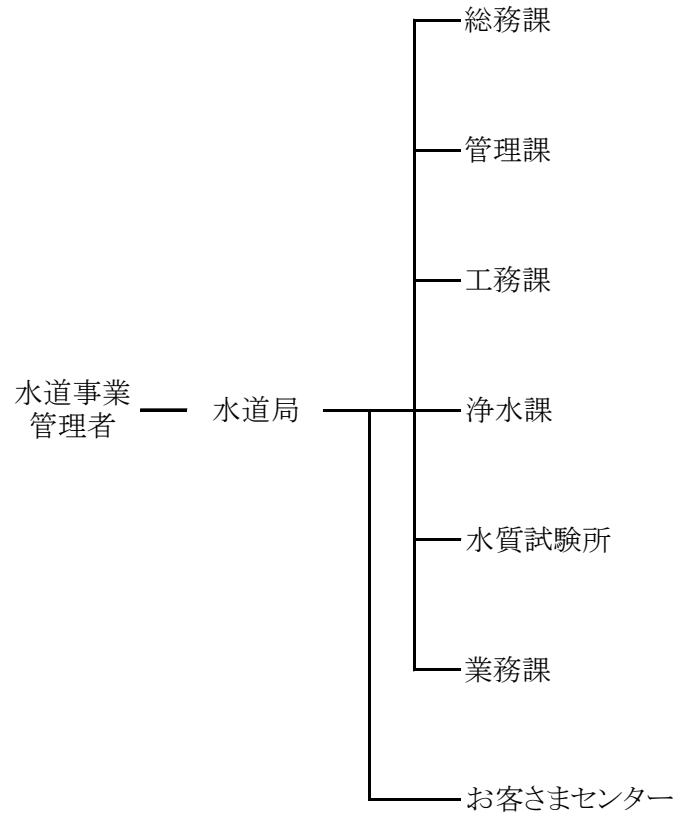 総務課
管理課
工務課
水道事業
管理者
水道局
浄水課
水質試験所
業務課
お客さまセンター